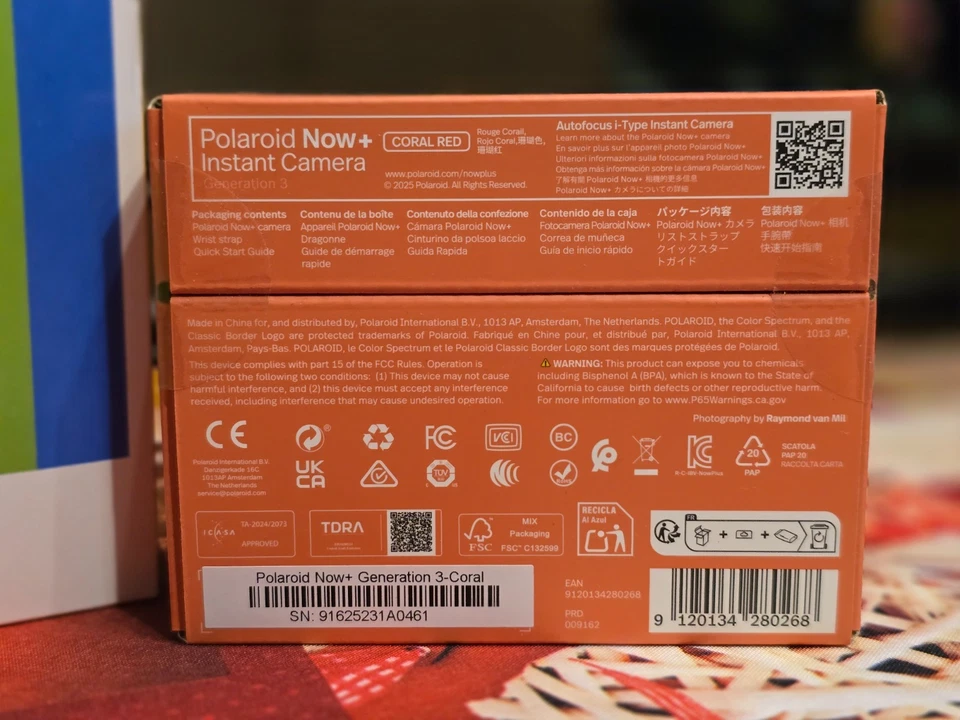 Polaroid Now+
Instant Camera
Generation 3
CORAL RED
Rouge Corail,
Rojo Coral,珊瑚色,
珊瑚红
www.polaroid.com/nowplus
© 2025 Polaroid. All Rights Reserved.
Autofocus i-Type Instant Camera
Learn more about the Polaroid Now+ camera
En savoir plus sur l'appareil photo Polaroid Now+
Ulteriori informazioni sulla fotocamera Polaroid Now+
Obtenga más información sobre la cámara Polaroid Now+
了解有關 Polaroid Now+ 相機的更多信息
Polaroid Now+ カメラについての詳細
Packaging contents
Polaroid Now+ camera
Wrist strap
Quick Start Guide
Contenu de la boîte
Appareil Polaroid Now+
Dragonne
Guide de démarrage
rapide
Contenuto della confezione
Cámara Polaroid Now+
Cinturino da polsoa laccio
Guida Rapida
Contenido de la caja
Fotocamera Polaroid Now+
Correa de muñeca
Guía de inicio rápido
パッケージ内容
Polaroid Now+ カメラ
リストストラップ
クイックスター
トガイド
包装内容
Polaroid Now+ 相机
手腕带
快速开始指南
Made in China for, and distributed by, Polaroid International B.V., 1013 AP, Amsterdam, The Netherlands. POLAROID, the Color Spectrum, and the
Classic Border Logo are protected trademarks of Polaroid. Fabriqué en Chine pour, et distribué par, Polaroid International B.V., 1013 AP,
Amsterdam, Pays-Bas. POLAROID, le Color Spectrum et le Polaroid Classic Border Logo sont des marques protégées de Polaroid.
This device complies with part 15 of the FCC Rules. Operation is
subject to the following two conditions: (1) This device may not cause
harmful interference, and (2) this device must accept any interference
received, including interference that may cause undesired operation.
WARNING: This product can expose you to chemicals
including Bisphenol A (BPA), which is known to the State of
California to cause birth defects or other reproductive harm.
For more information go to www.P65Warnings.ca.gov
Photography by Raymond van Mil
CE
FC
VCI
BC
Polaroid International B.V.
Danzigerkade 16C
1013AP Amsterdam
The Netherlands
service@polaroid.com
UK
CA
TÜV
R-C-IBV-NowPlus
20
PAP
SCATOLA
PAP 20
RACCOLTA CARTA
ICASA
TA-2024/2073
APPROVED
TDRA
FSC
MIX
Packaging
FSC™ C132599
RECICLA
Al Azul
FR
Polaroid Now+ Generation 3-Coral
SN: 91625231A0461
EAN
9120134280268
PRD
009162
9 120134 280268